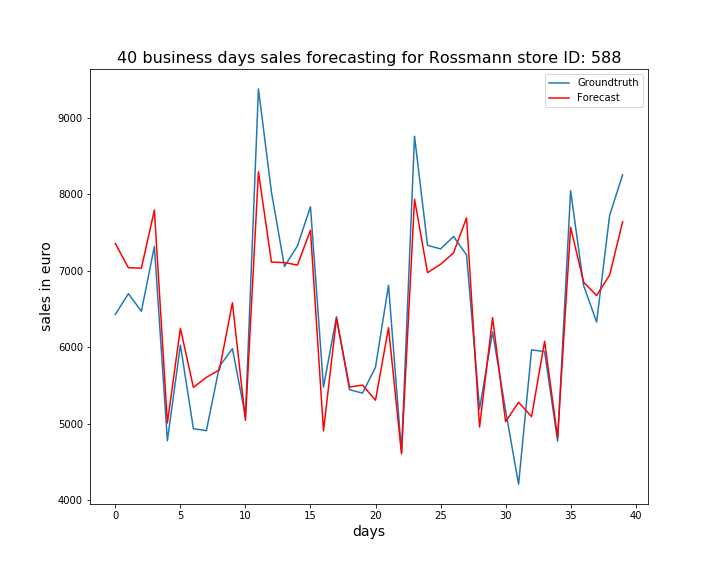 40 business days sales forecasting for Rossmann store ID: 588
Groundtruth
Forecast
sales in euro
9000
8000
7000
6000
5000
4000
0 5 10 15 20 25 30 35 40
days